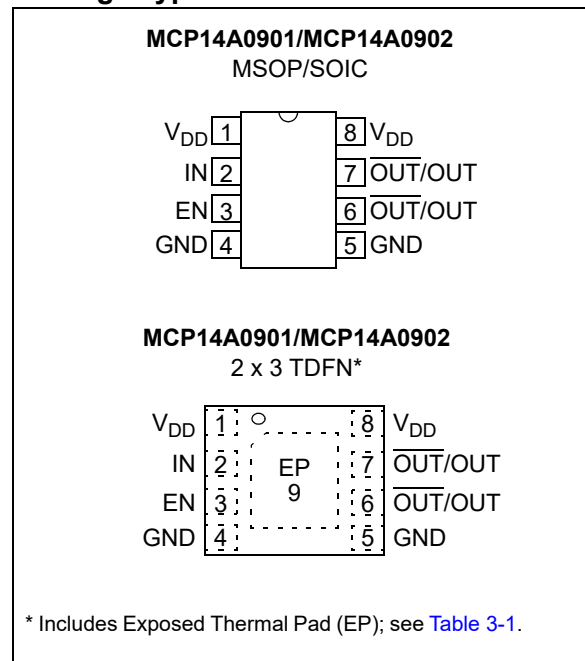 MCP14A0901/MCP14A0902
MSOP/SOIC
VDD 1 8 VDD
IN 2 7 OUT/OUT
EN 3 6 OUT/OUT
GND 4 5 GND
MCP14A0901/MCP14A0902
2 x 3 TDFN*
VDD 1 8 VDD
IN 2 EP 7 OUT/OUT
EN 3 9 6 OUT/OUT
GND 4 5 GND
* Includes Exposed Thermal Pad (EP); see Table 3-1.